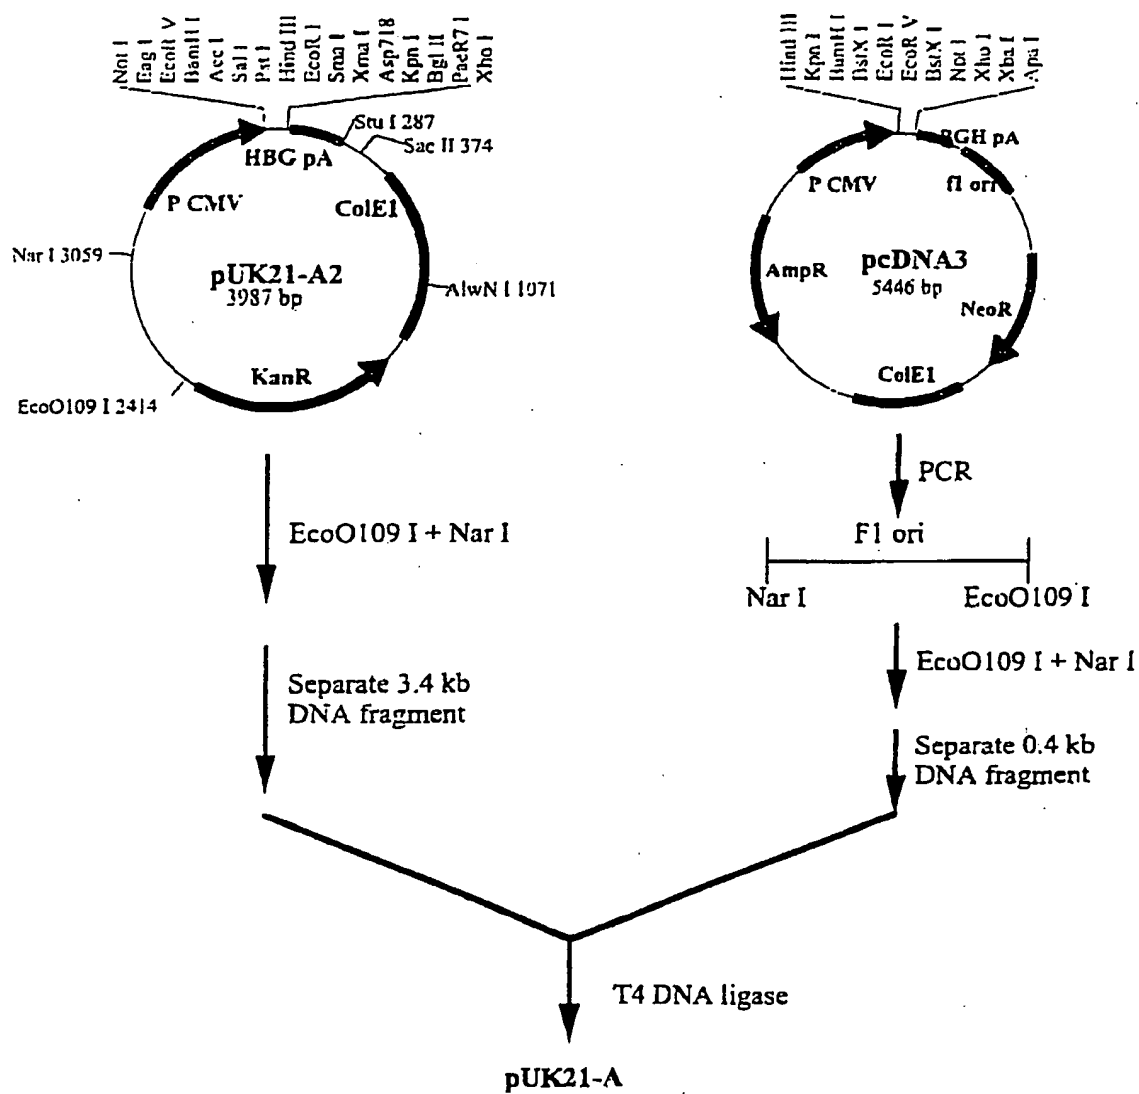 Not I
Eag I
EcoR V
BamH I
Acc I
Sal I
Pst I
Hind III
EcoR I
Sma I
Xma I
Asp718
Kpn I
Bgl II
PaeR7 I
Xho I
Stu I 287
Sac II 374
HBG pA
P CMV
ColE1
Nar I 3059
pUK21-A2
3987 bp
AlwN I 1071
KanR
EcoO109 I 2414
Hind III
Kpn I
BamH I
BstX I
EcoR I
EcoR V
BstX I
Not I
Xho I
Xba I
Apa I
BGH pA
P CMV
f1 ori
AmpR
pcDNA3
5446 bp
NeoR
ColE1
EcoO109 I + Nar I
Separate 3.4 kb
DNA fragment
PCR
F1 ori
Nar I
EcoO109 I
EcoO109 I + Nar I
Separate 0.4 kb
DNA fragment
T4 DNA ligase
pUK21-A